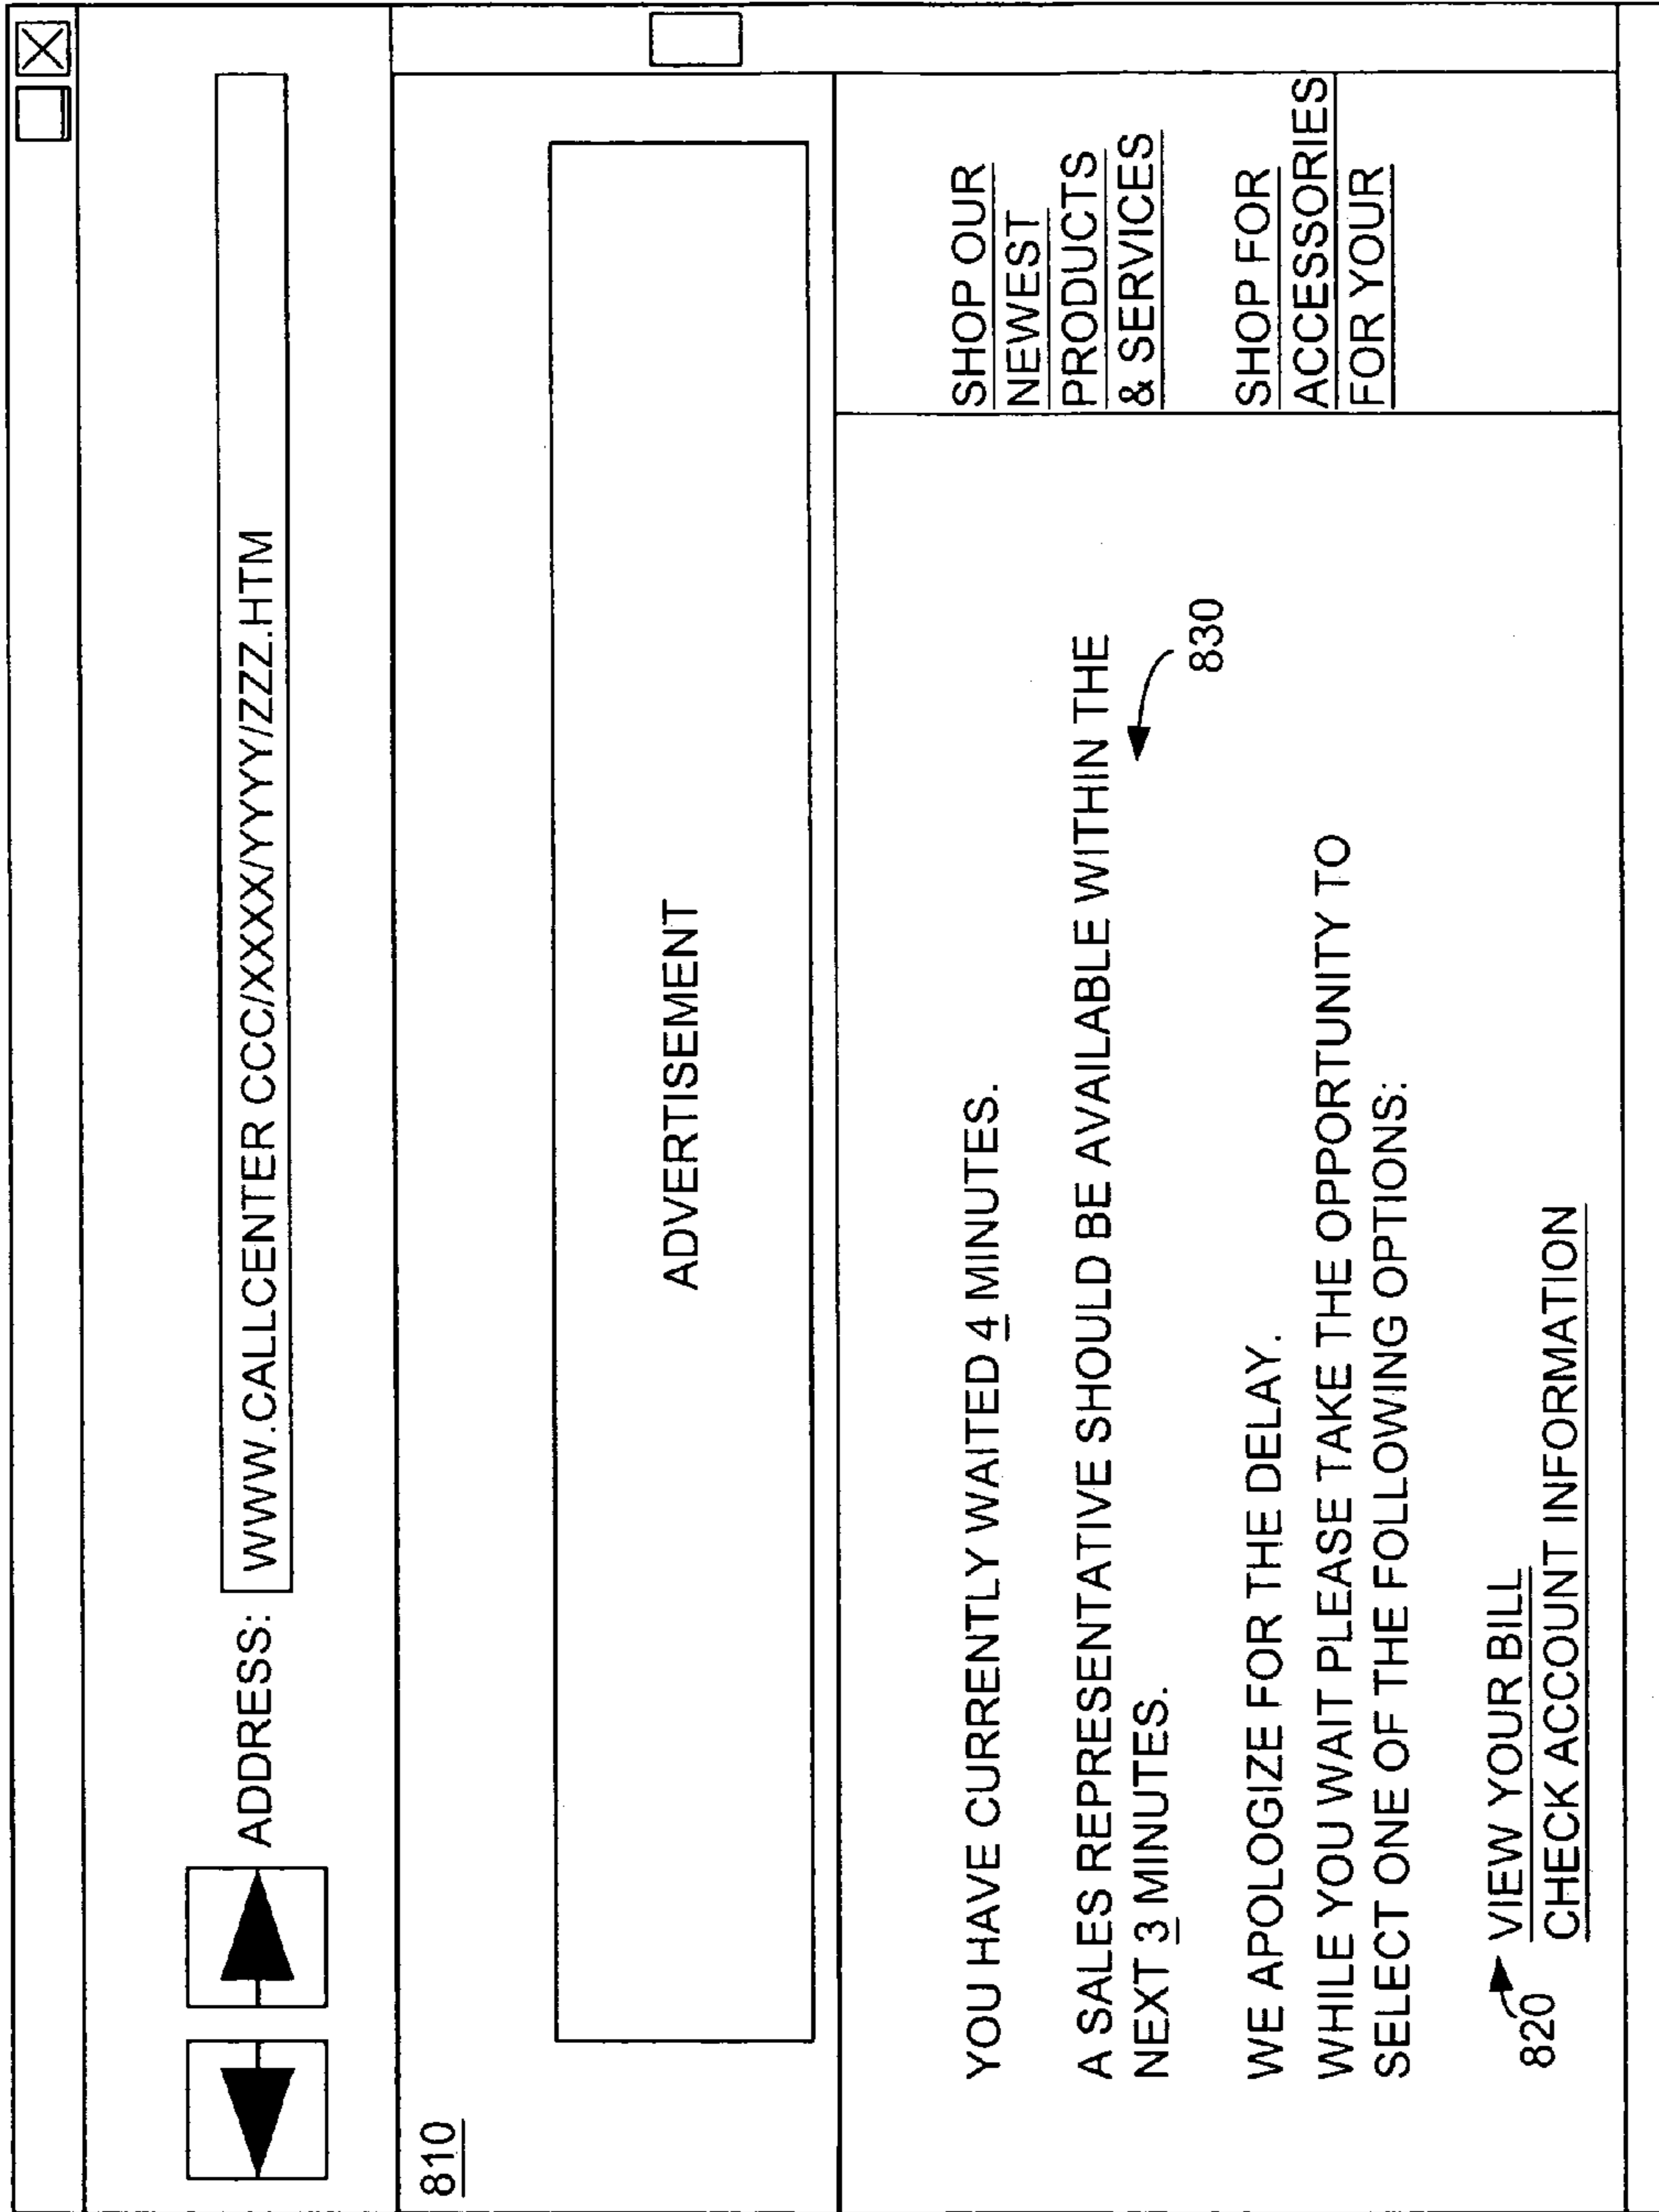 ADDRESS: WWW.CALLCENTER CCC/XXXX/YYYY/ZZZ.HTM
810
ADVERTISEMENT
YOU HAVE CURRENTLY WAITED 4 MINUTES.
A SALES REPRESENTATIVE SHOULD BE AVAILABLE WITHIN THE
NEXT 3 MINUTES.
830
WE APOLOGIZE FOR THE DELAY.
WHILE YOU WAIT PLEASE TAKE THE OPPORTUNITY TO
SELECT ONE OF THE FOLLOWING OPTIONS:
820
VIEW YOUR BILL
CHECK ACCOUNT INFORMATION
SHOP OUR
NEWEST
PRODUCTS
& SERVICES
SHOP FOR
ACCESSORIES
FOR YOUR